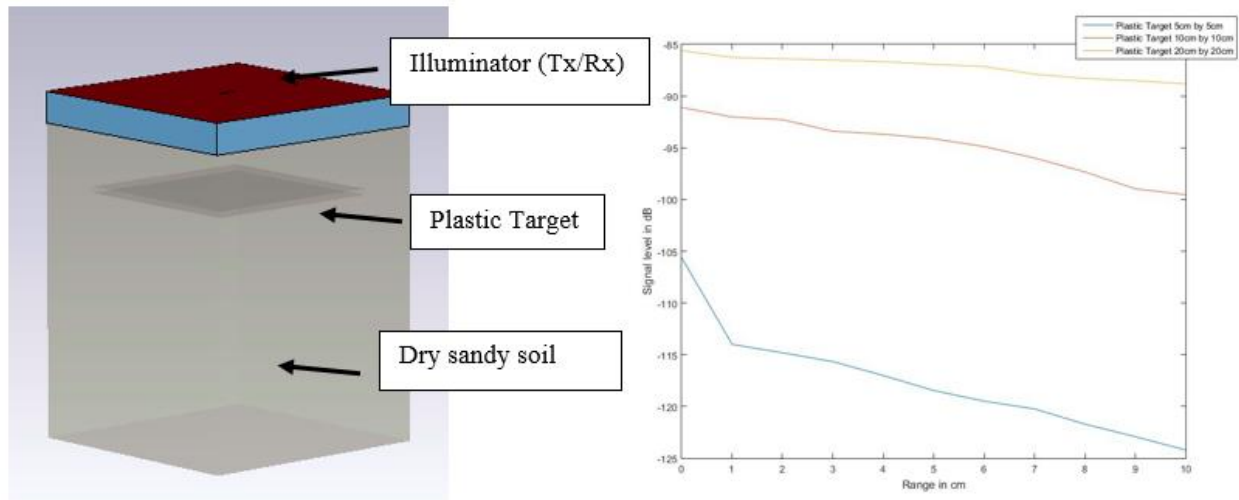 Illuminator (Tx/Rx)
Plastic Target
Dry sandy soil
Plastic Target 5cm by 5cm
Plastic Target 10cm by 10cm
Plastic Target 20cm by 20cm
-85
-90
-95
-100
-105
-110
-115
-120
-125
Signal level in dB
0 1 2 3 4 5 6 7 8 9 10
Range in cm